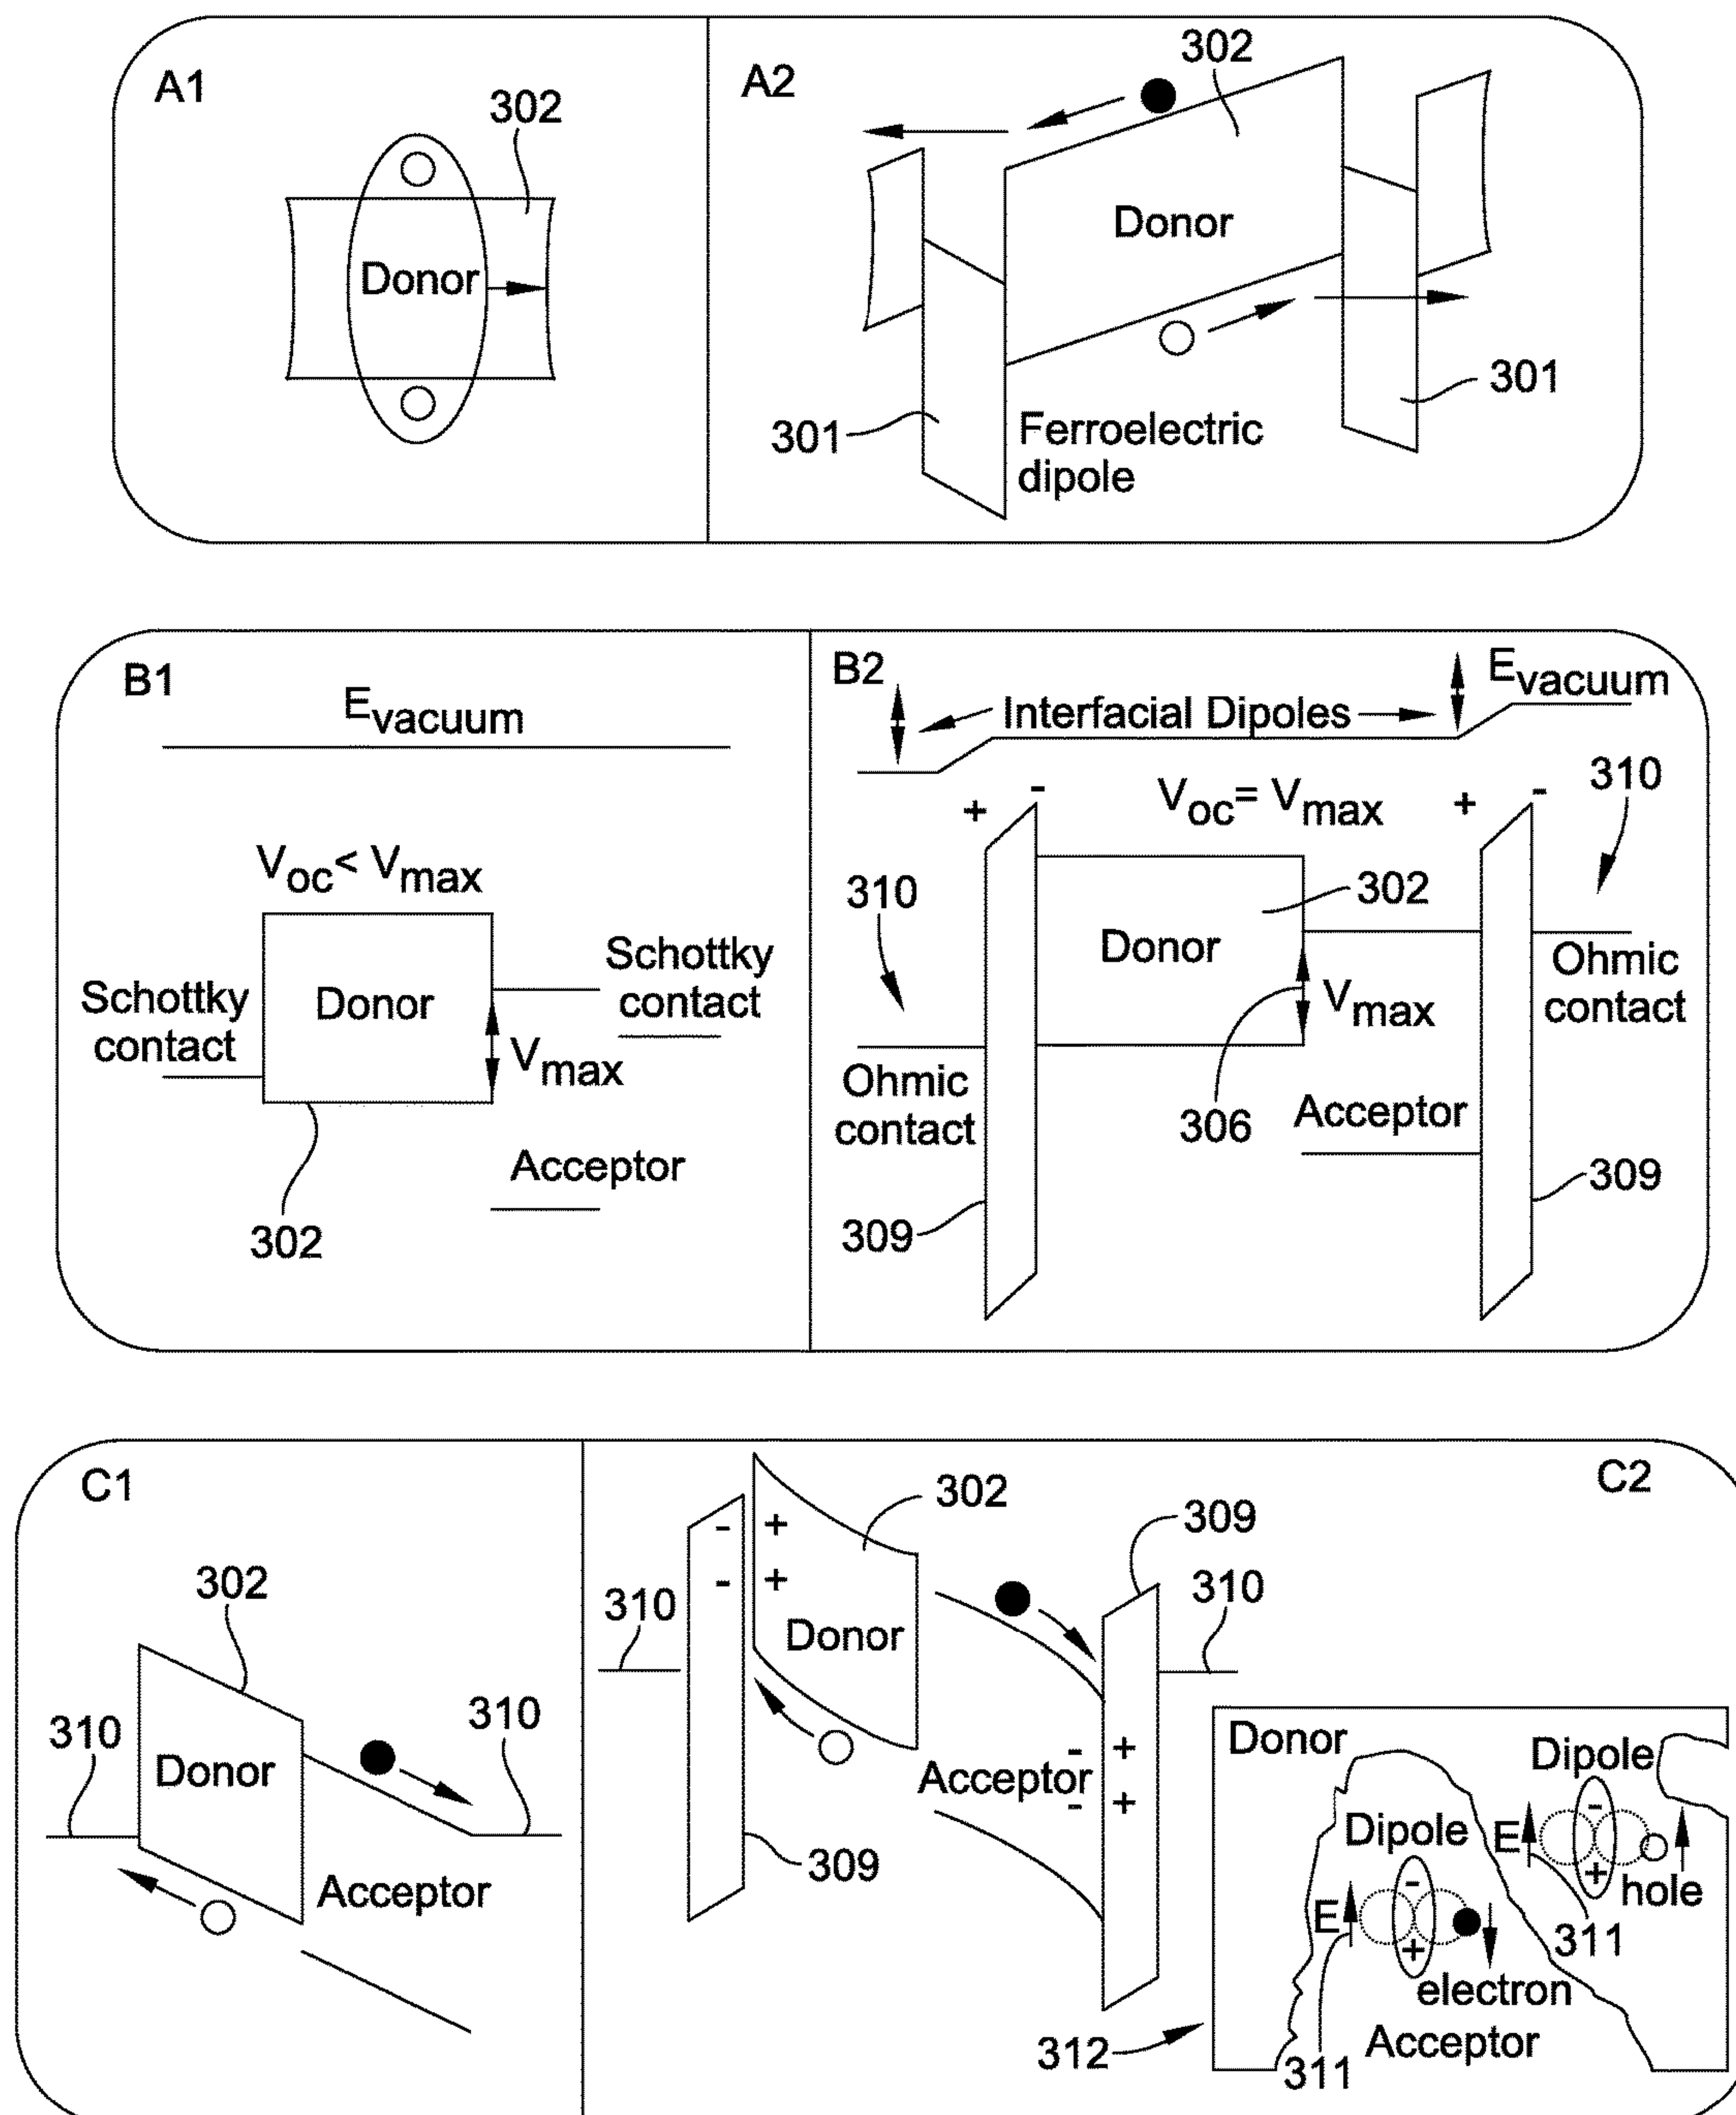 A1
302
Donor
A2
302
Donor
301
Ferroelectric
dipole
301
B1
Evacuum
Voc< Vmax
Schottky
contact
Donor
Schottky
contact
Vmax
Acceptor
302
B2
Interfacial Dipoles
Evacuum
+
-
Voc= Vmax
+
-
310
310
302
Donor
Ohmic
contact
Vmax
Ohmic
contact
306
Acceptor
309
309
C1
302
310
Donor
310
Acceptor
C2
302
309
- +
- +
310
310
Donor
Acceptor
- +
- +
309
Donor
Dipole
-
E
+
hole
311
Dipole
-
E
+
electron
Acceptor
311
312